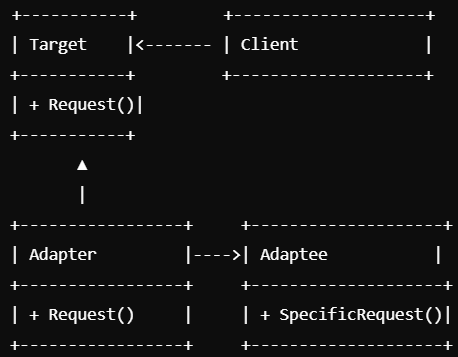 +-----------+         +--------------------+
| Target    |<------- | Client             |
+-----------+         +--------------------+
| + Request()|
+-----------+
       ▲
       |
+-----------------+     +--------------------+
| Adapter         |---->| Adaptee           |
+-----------------+     +--------------------+
| + Request()     |     | + SpecificRequest()|
+-----------------+     +--------------------+